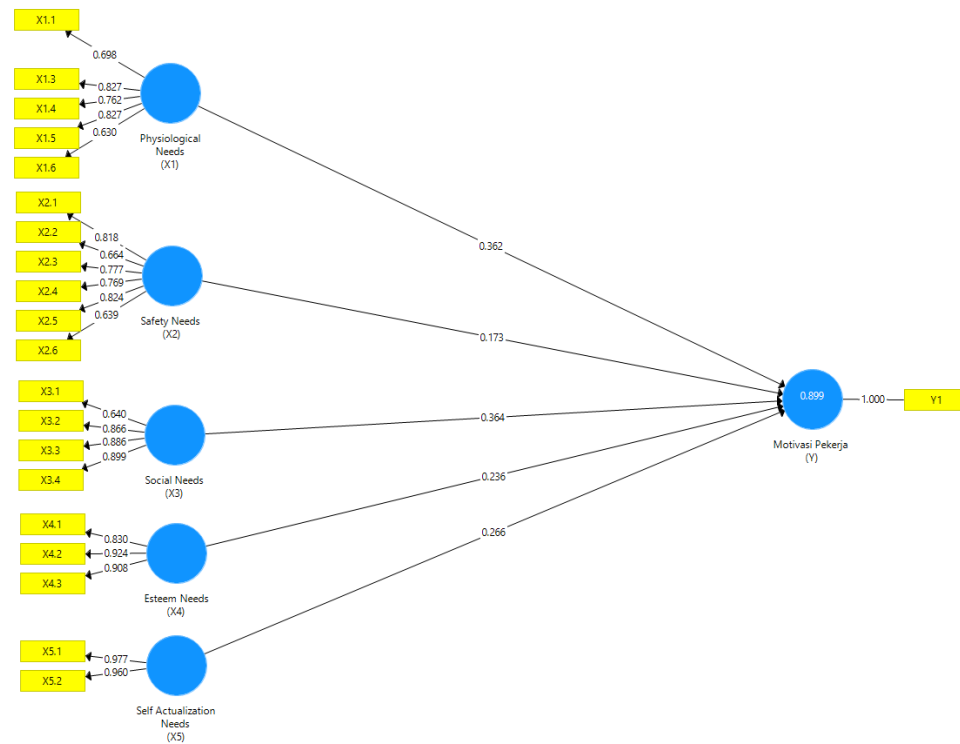 X1.1
0.698
X1.3
0.827
X1.4
0.762
X1.5
0.827
X1.6
0.630
Physiological
Needs
(X1)
0.362
X2.1
0.818
X2.2
0.664
X2.3
0.777
X2.4
0.769
X2.5
0.824
X2.6
0.639
Safety Needs
(X2)
0.173
X3.1
0.640
X3.2
0.866
X3.3
0.886
X3.4
0.899
Social Needs
(X3)
0.364
X4.1
0.830
X4.2
0.924
X4.3
0.908
Esteem Needs
(X4)
0.236
X5.1
0.977
X5.2
0.960
Self Actualization
Needs
(X5)
0.266
0.899
Motivasi Pekerja
(Y)
1.000
Y1